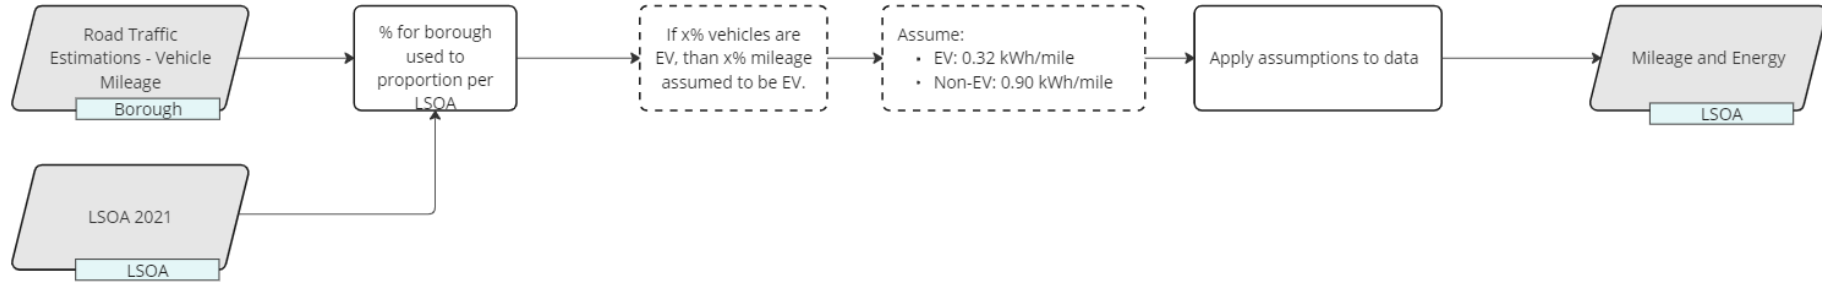 Road Traffic
Estimations - Vehicle
Mileage
Borough
% for borough
used to
proportion per
LSOA
If x% vehicles are
EV, than x% mileage
assumed to be EV.
Assume:
• EV: 0.32 kWh/mile
• Non-EV: 0.90 kWh/mile
Apply assumptions to data
Mileage and Energy
LSOA
LSOA 2021
LSOA